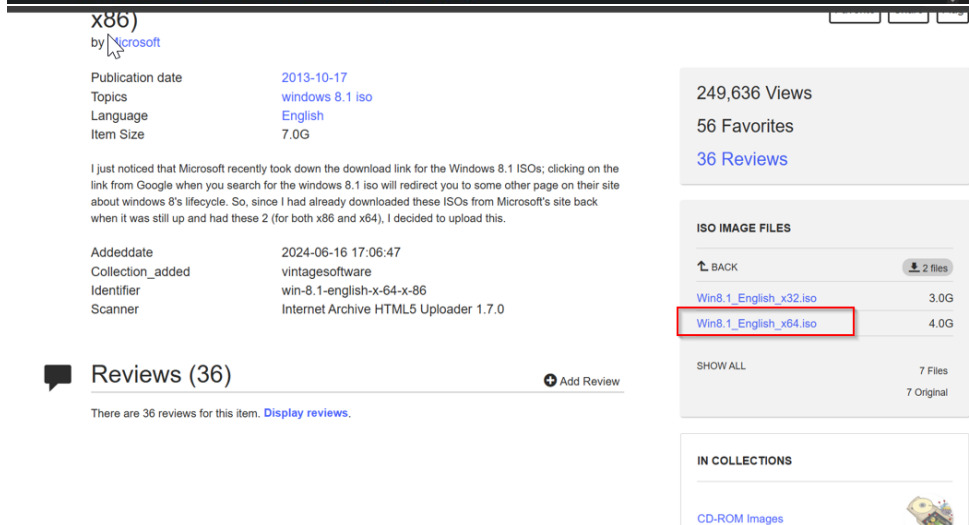 x86)
by Microsoft
Publication date 2013-10-17
Topics windows 8.1 iso
Language English
Item Size 7.0G
I just noticed that Microsoft recently took down the download link for the Windows 8.1 ISOs; clicking on the
link from Google when you search for the windows 8.1 iso will redirect you to some other page on their site
about windows 8's lifecycle. So, since I had already downloaded these ISOs from Microsoft's site back
when it was still up and had these 2 (for both x86 and x64), I decided to upload this.
Addeddate 2024-06-16 17:06:47
Collection_added vintagesoftware
Identifier win-8.1-english-x-64-x-86
Scanner Internet Archive HTML5 Uploader 1.7.0
Reviews (36)
Add Review
There are 36 reviews for this item. Display reviews.
249,636 Views
56 Favorites
36 Reviews
ISO IMAGE FILES
BACK 2 files
Win8.1_English_x32.iso 3.0G
Win8.1_English_x64.iso 4.0G
SHOW ALL 7 Files
7 Original
IN COLLECTIONS
CD-ROM Images